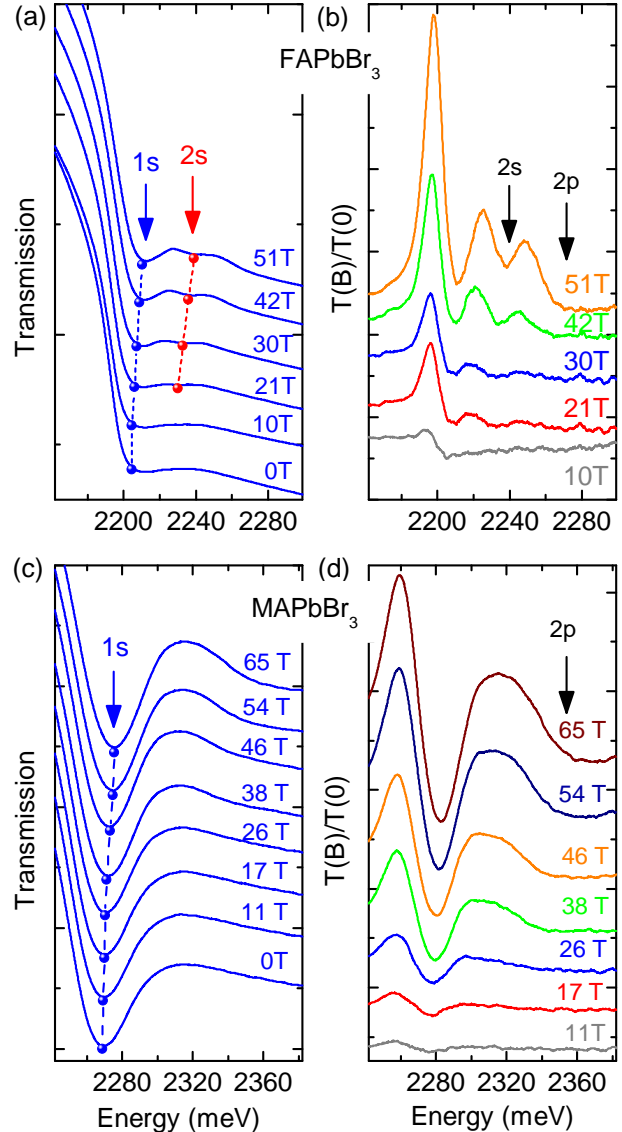 (a)
(b)
FAPbBr3
1s
2s
51T
42T
30T
21T
10T
0T
Transmission
2200 2240 2280
2s
2p
51T
42T
30T
21T
10T
T(B)/T(0)
2200 2240 2280
(c)
(d)
MAPbBr3
1s
65 T
54 T
46 T
38 T
26 T
17 T
11 T
0T
Transmission
2280 2320 2360
Energy (meV)
2p
65 T
54 T
46 T
38 T
26 T
17 T
11T
T(B)/T(0)
2280 2320 2360
Energy (meV)